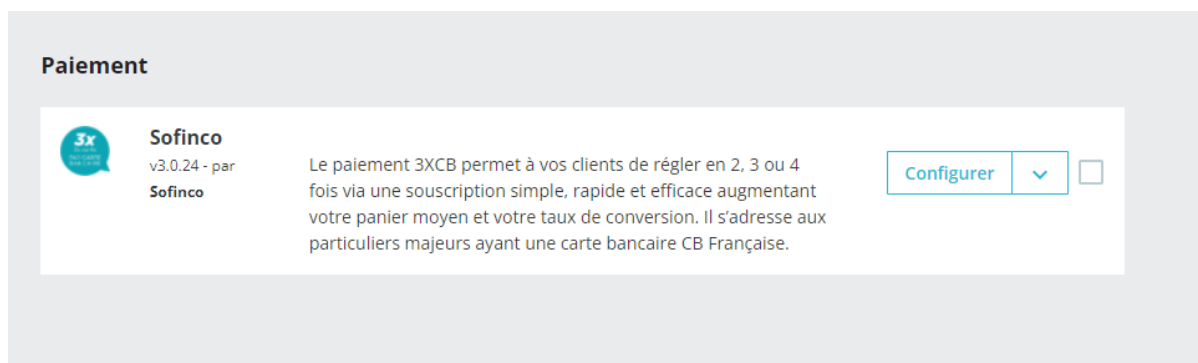 Paiement
3x
Sofinco
v3.0.24 - par
Sofinco
Le paiement 3XCB permet à vos clients de régler en 2, 3 ou 4
fois via une souscription simple, rapide et efficace augmentant
votre panier moyen et votre taux de conversion. Il s’adresse aux
particuliers majeurs ayant une carte bancaire CB Française.
Configurer